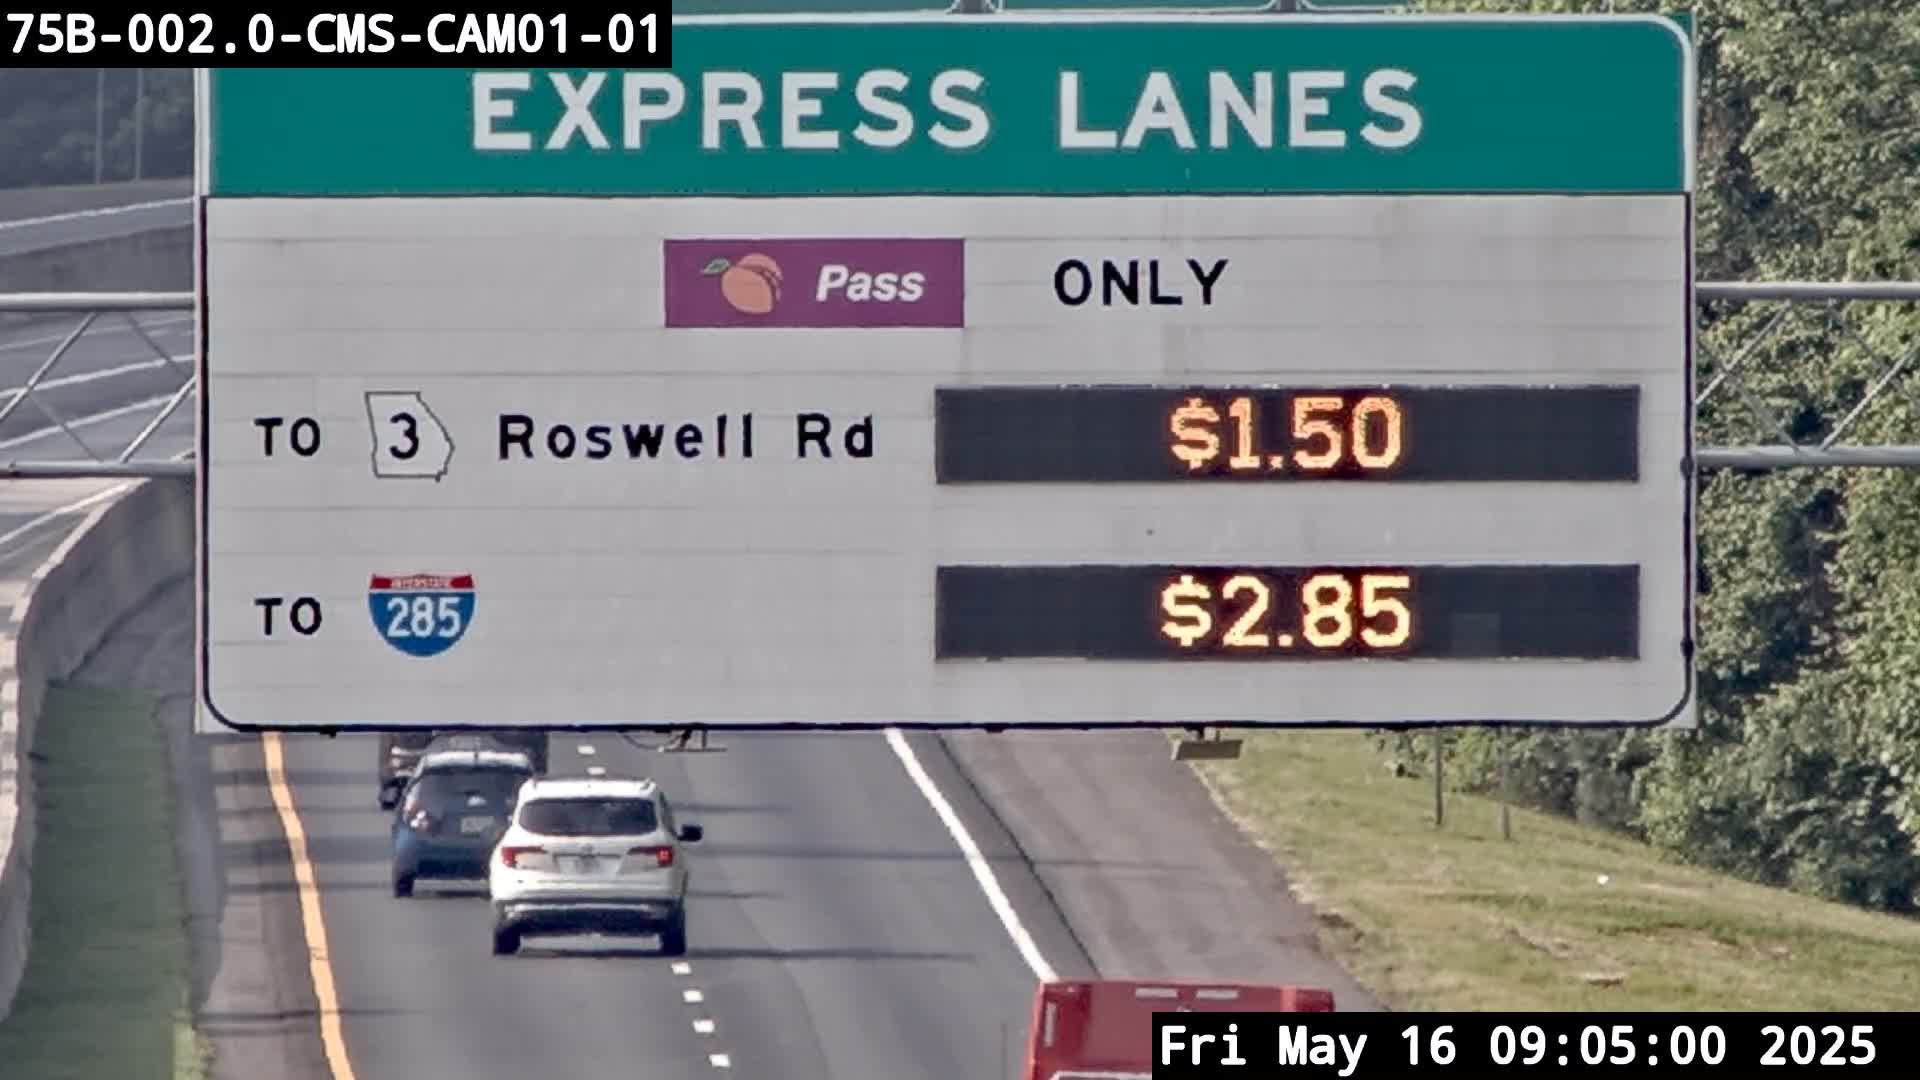 75B-002.0-CMS-CAM01-01
EXPRESS LANES
Pass ONLY
TO 3 Roswell Rd $1.50
INTERSTATE
TO 285 $2.85
Fri May 16 09:05:00 2025